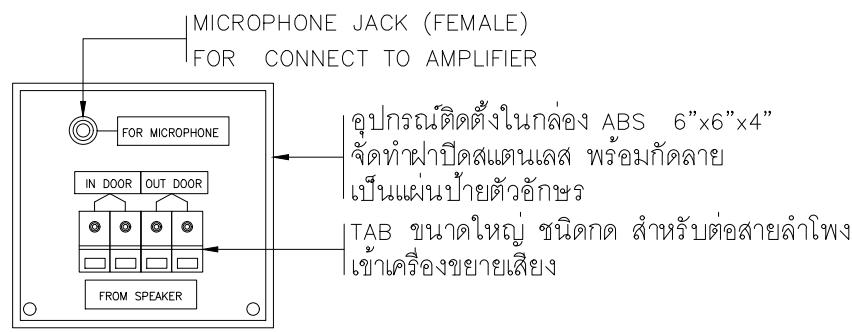 MICROPHONE JACK (FEMALE)
FOR CONNECT TO AMPLIFIER
FOR MICROPHONE
อุปกรณ์ติดตั้งในกล่อง ABS 6"x6"x4"
จัดทำฝาปิดสแตนเลส พร้อมกัดลาย
เป็นแผ่นป้ายตัวอักษร
IN DOOR OUT DOOR
TAB ขนาดใหญ่ ชนิดกด สำหรับต่อสายลำโพง
เข้าเครื่องขยายเสียง
FROM SPEAKER